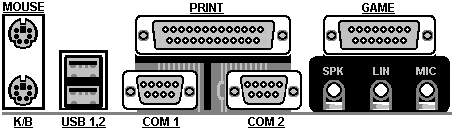 MOUSE PRINT GAME
SPK LIN MIC
K/B USB 1,2 COM 1 COM 2